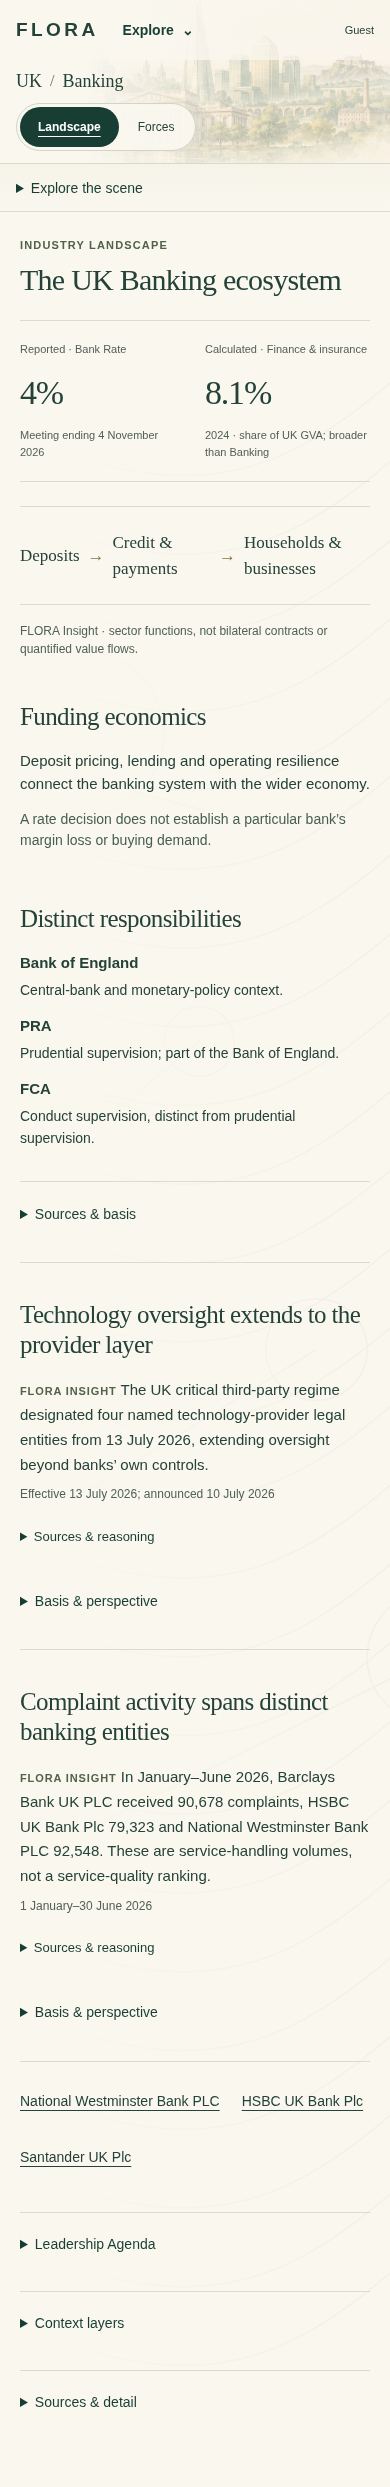 FLORA Explore ⌄ Guest
UK / Banking
Landscape Forces
▶ Explore the scene
INDUSTRY LANDSCAPE
The UK Banking ecosystem
Reported · Bank Rate
4%
Meeting ending 4 November
2026
Calculated · Finance & insurance
8.1%
2024 · share of UK GVA; broader
than Banking
Deposits → Credit &
payments → Households &
businesses
FLORA Insight · sector functions, not bilateral contracts or
quantified value flows.
Funding economics
Deposit pricing, lending and operating resilience
connect the banking system with the wider economy.
A rate decision does not establish a particular bank’s
margin loss or buying demand.
Distinct responsibilities
Bank of England
Central-bank and monetary-policy context.
PRA
Prudential supervision; part of the Bank of England.
FCA
Conduct supervision, distinct from prudential
supervision.
▶ Sources & basis
Technology oversight extends to the
provider layer
FLORA INSIGHT The UK critical third-party regime
designated four named technology-provider legal
entities from 13 July 2026, extending oversight
beyond banks’ own controls.
Effective 13 July 2026; announced 10 July 2026
▶ Sources & reasoning
▶ Basis & perspective
Complaint activity spans distinct
banking entities
FLORA INSIGHT In January–June 2026, Barclays
Bank UK PLC received 90,678 complaints, HSBC
UK Bank Plc 79,323 and National Westminster Bank
PLC 92,548. These are service-handling volumes,
not a service-quality ranking.
1 January–30 June 2026
▶ Sources & reasoning
▶ Basis & perspective
National Westminster Bank PLC HSBC UK Bank Plc
Santander UK Plc
▶ Leadership Agenda
▶ Context layers
▶ Sources & detail